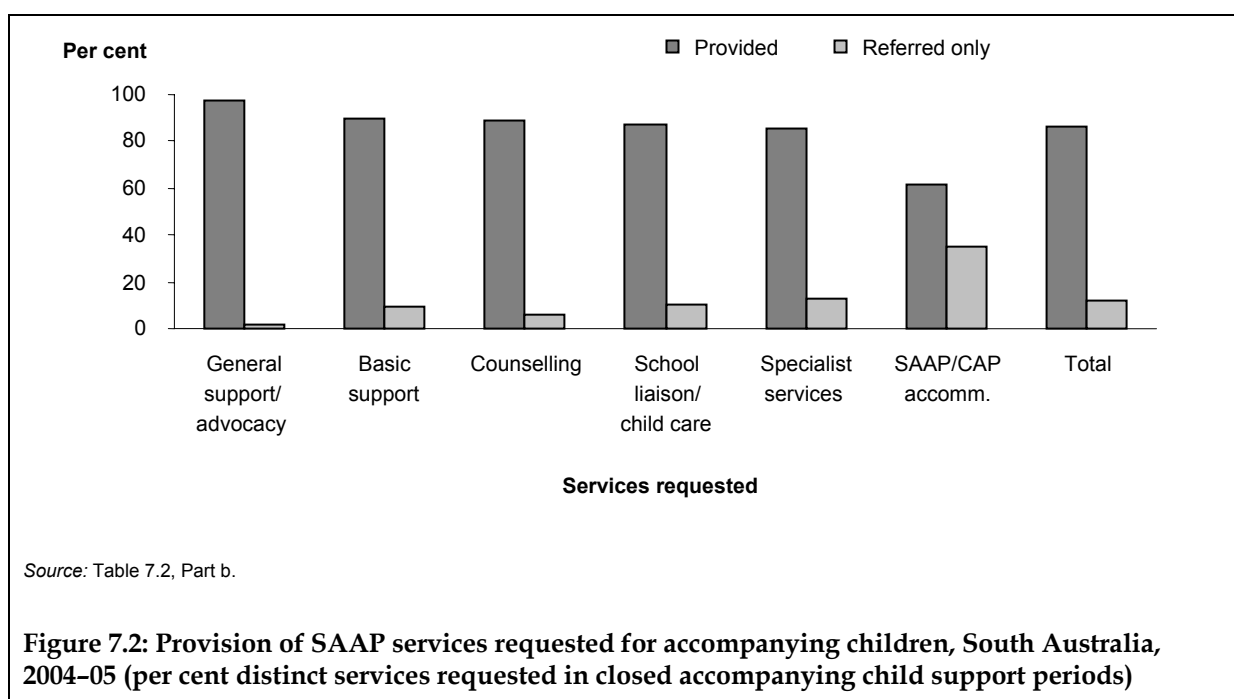 Per cent
Provided Referred only
100
80
60
40
20
0
General support/ advocacy
Basic support
Counselling
School liaison/ child care
Specialist services
SAAP/CAP accomm.
Total
Services requested
Source: Table 7.2, Part b.
Figure 7.2: Provision of SAAP services requested for accompanying children, South Australia,
2004–05 (per cent distinct services requested in closed accompanying child support periods)